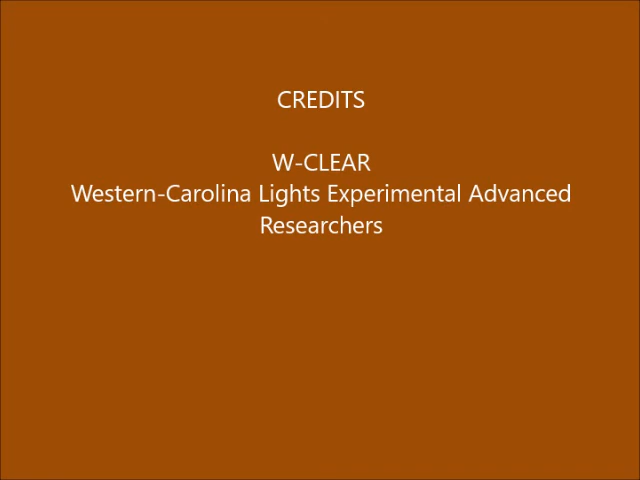 CREDITS
W-CLEAR
Western-Carolina Lights Experimental Advanced
Researchers